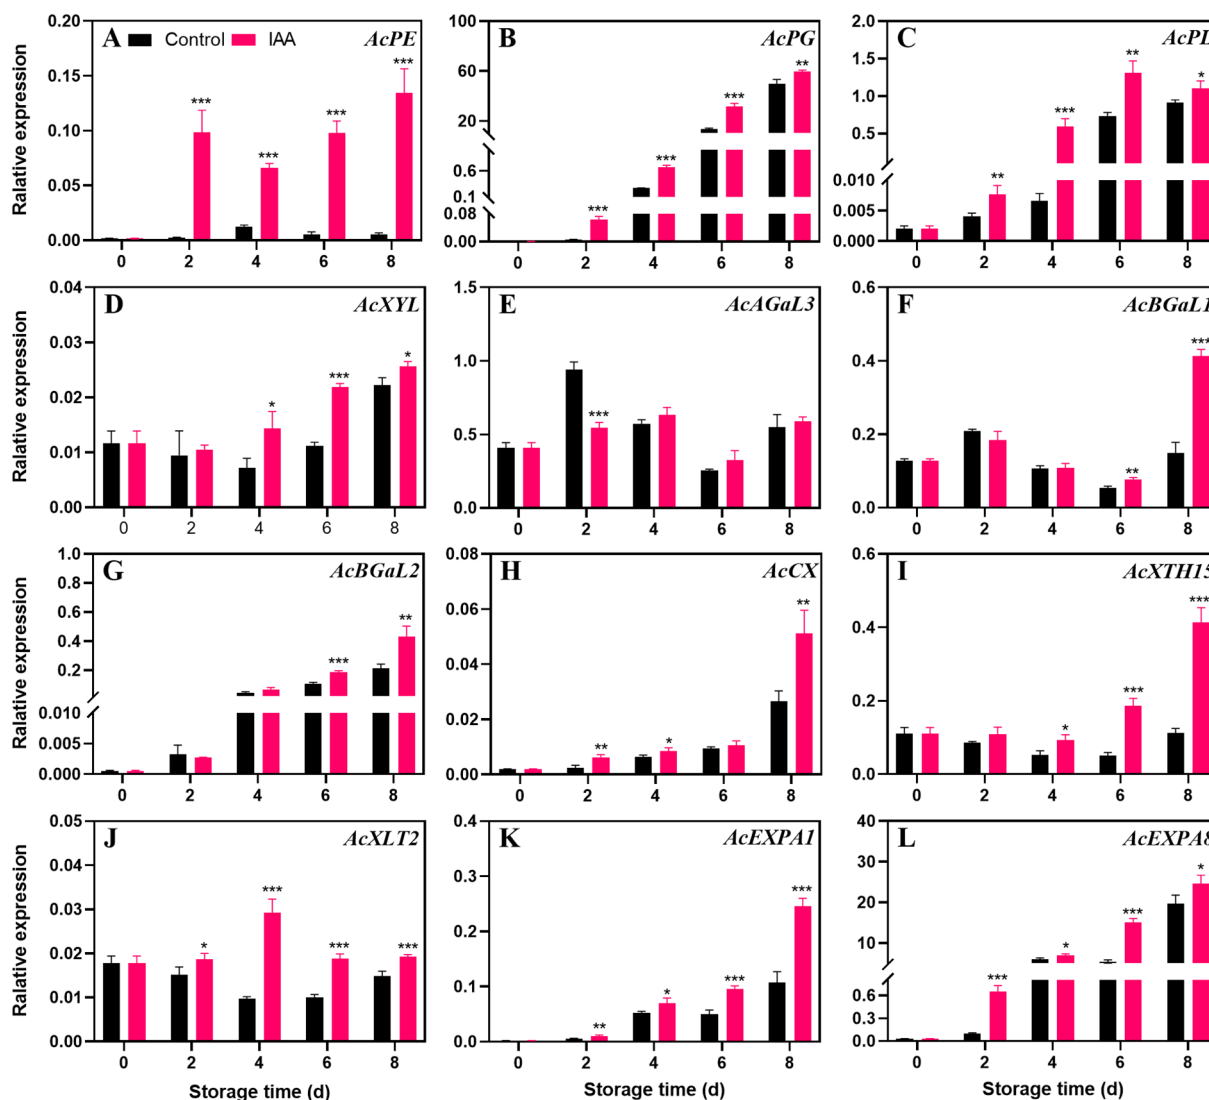 Ralative expression
A Control IAA AcPE
0.20
0.15
0.10
0.05
0.00
*** *** *** ***
0 2 4 6 8
B AcPG
100
60
20
0.6
0.1
0.08
0.00
*** *** *** **
0 2 4 6 8
C AcPL
2.0
1.5
1.0
0.5
0.010
0.005
0.000
** *** ** *
0 2 4 6 8
Ralative expression
D AcXYL
0.04
0.03
0.02
0.01
0.00
* *** *
0 2 4 6 8
E AcAGaL3
1.5
1.0
0.5
0.0
***
0 2 4 6 8
F AcBGaL1
0.6
0.4
0.2
0.0
** ***
0 2 4 6 8
Ralative expression
G AcBGaL2
1.0
0.8
0.6
0.4
0.2
0.010
0.005
0.000
*** **
0 2 4 6 8
H AcCX
0.08
0.06
0.04
0.02
0.00
** * **
0 2 4 6 8
I AcXTH15
0.6
0.4
0.2
0.0
* *** ***
0 2 4 6 8
Ralative expression
J AcXLT2
0.05
0.04
0.03
0.02
0.01
0.00
* *** *** ***
0 2 4 6 8
Storage time (d)
K AcEXPA1
0.4
0.3
0.2
0.1
0.0
** * *** ***
0 2 4 6 8
Storage time (d)
L AcEXPA8
40
30
20
10
0.6
0.3
0.0
*** * *** *
0 2 4 6 8
Storage time (d)